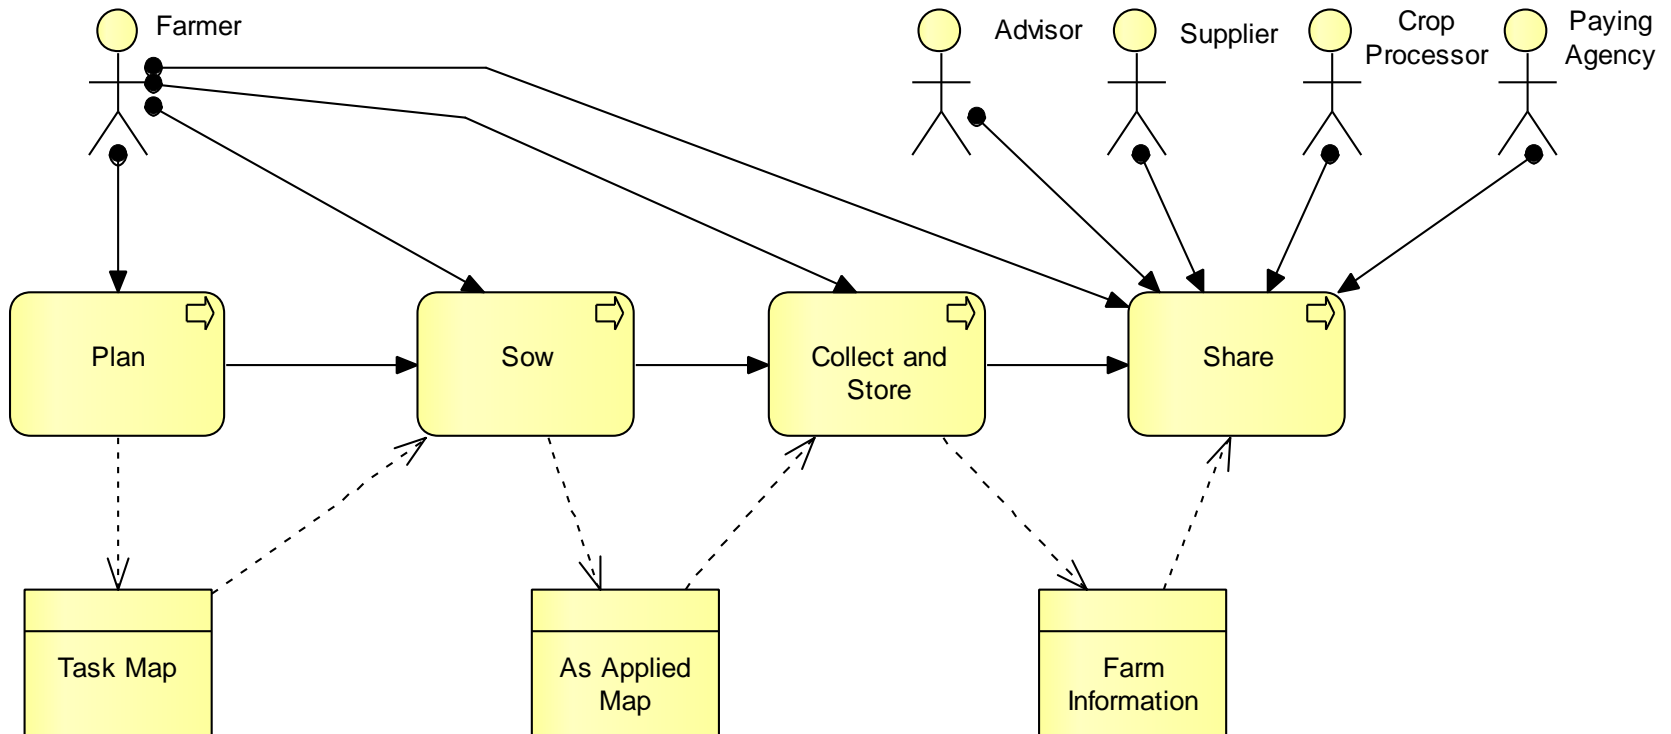 Farmer
Advisor
Supplier
Crop
Processor
Paying
Agency
Plan
Sow
Collect and
Store
Share
Task Map
As Applied
Map
Farm
Information